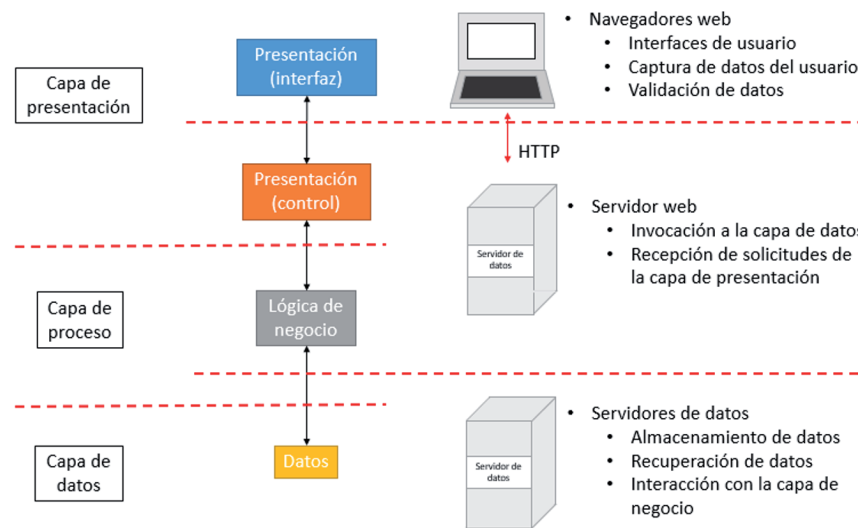 Navegadores web
Presentación
(interfaz)
• Interfaces de usuario
• Captura de datos del usuario
• Validación de datos
Capa de
presentación
HTTP
Presentación
(control)
• Servidor web
• Invocación a la capa de datos
• Recepción de solicitudes de
la capa de presentación
Servidor de
datos
Capa de
proceso
Lógica de
negocio
• Servidores de datos
• Almacenamiento de datos
• Recuperación de datos
• Interacción con la capa de
negocio
Capa de
datos
Datos
Servidor de
datos